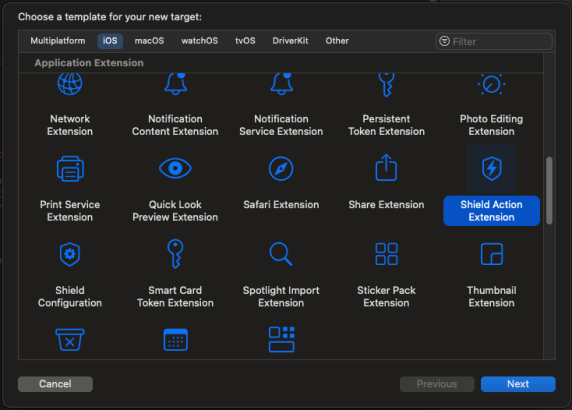 Choose a template for your new target:
Multiplatform iOS macOS watchOS tvOS DriverKit Other Filter
Application Extension
Network Extension
Notification Content Extension
Notification Service Extension
Persistent Token Extension
Photo Editing Extension
Print Service Extension
Quick Look Preview Extension
Safari Extension
Share Extension
Shield Action Extension
Shield Configuration
Smart Card Token Extension
Spotlight Import Extension
Sticker Pack Extension
Thumbnail Extension
Cancel Previous Next